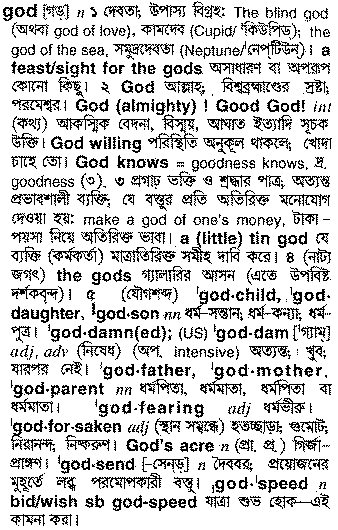 god [গড্] n ১ দেবতা; উপাস্য বিগ্রহ: The blind god
(অথবা god of love), কামদেব (Cupid/ ˈকিউপিড্); the
god of the sea, সমুদ্রদেবতা (Neptune/ˈনেপ্টিউন্)। a
feast/sight for the gods অসাধারণ বা অপরূপ
কোনো কিছু। ২ God আল্লাহ্, বিশ্বব্রহ্মাণ্ডের স্রষ্টা;
পরমেশ্বর। God (almighty) ! Good God! int
(কথ্য) আকস্মিক বেদনা, বিস্ময়, আঘাত ইত্যাদি সূচক
উক্তি। God willing পরিস্থিতি অনুকূল থাকলে; খোদা
চাহে তো। God knows = goodness knows, দ্র.
goodness (৩). ৩ প্রগাঢ় ভক্তি ও শ্রদ্ধার পাত্র; অত্যন্ত
প্রভাবশালী ব্যক্তি; যে বস্তুর প্রতি অতিরিক্ত মনোযোগ
দেওয়া হয়: make a god of one's money, টাকা-
পয়সা নিয়ে অতিরিক্ত ভাবা। a (little) tin god যে
ব্যক্তি (কর্মকর্তা) মাত্রাতিরিক্ত সমীহ দাবি করে। ৪ (নাট্য
জগৎ) the gods গ্যালারির আসন (এতে উপবিষ্ট
দর্শকবৃন্দ)। ৫ (যৌগশব্দ) ˈgod·child, ˈgod·
daughter, ˈgod·son nn ধর্ম-সন্তান; ধর্ম-কন্যা; ধর্ম-
পুত্র। ˈgod·damn(ed); (US) ˈgod·dam [ˈগ্যাম্]
adj, adv (নিষেধ) (অপ. intensive) অত্যন্ত; খুব;
যারপর নেই। ˈgod·father, ˈgod·mother,
ˈgod·parent nn ধর্মপিতা, ধর্মমাতা, ধর্মপিতা বা
ধর্মমাতা। ˈgod·fearing adj ধর্মভীরু।
ˈgod·for·saken adj (স্থান সম্বন্ধে) হতচ্ছাড়া; গুমোট;
নিরানন্দ; নিষ্করুণ। God's acre n (প্রা. প্র.) গির্জা-
প্রাঙ্গণ। ˈgod·send [–সেন্ড্] n দৈববর; প্রয়োজনের
মুহূর্তে লব্ধ পরমোপকারী বস্তু। ˌgod·ˈspeed n
bid/wish sb god-speed যাত্রা শুভ হোক—এই
কামনা করা।